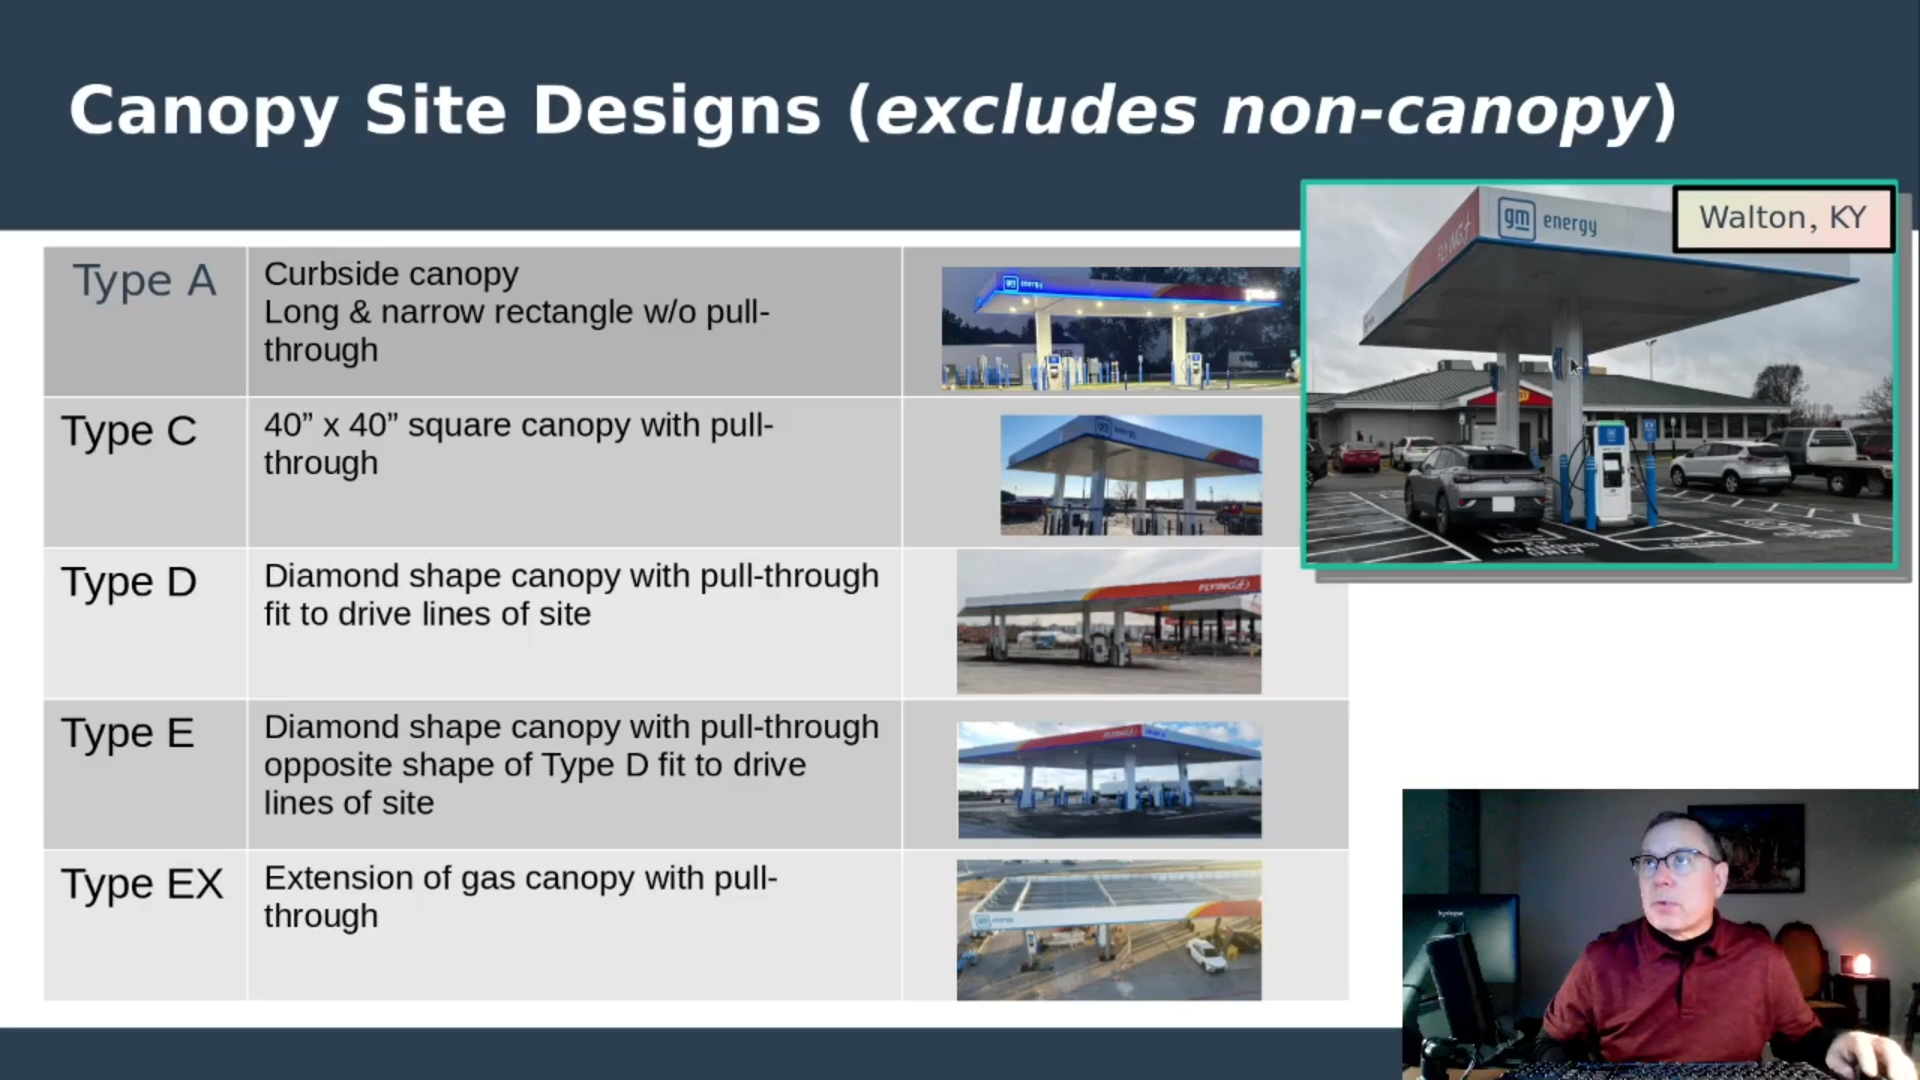 Canopy Site Designs (excludes non-canopy)
Walton, KY
gm energy
FLYING J
Type A
Curbside canopy
Long & narrow rectangle w/o pull-
through
Type C
40” x 40” square canopy with pull-
through
Type D
Diamond shape canopy with pull-through
fit to drive lines of site
FLYING J
Type E
Diamond shape canopy with pull-through
opposite shape of Type D fit to drive
lines of site
Type EX
Extension of gas canopy with pull-
through